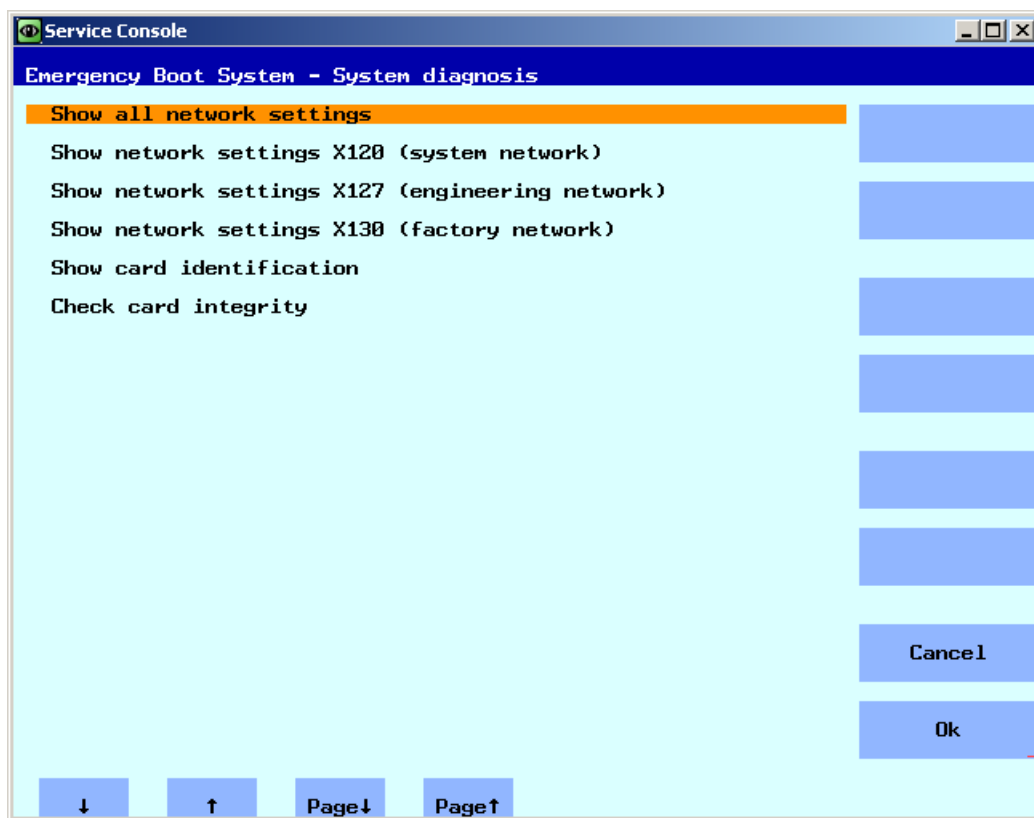 Service Console
Emergency Boot System - System diagnosis
Show all network settings
Show network settings X120 (system network)
Show network settings X127 (engineering network)
Show network settings X130 (factory network)
Show card identification
Check card integrity
Cancel
Ok
↓ ↑ Page↓ Page↑